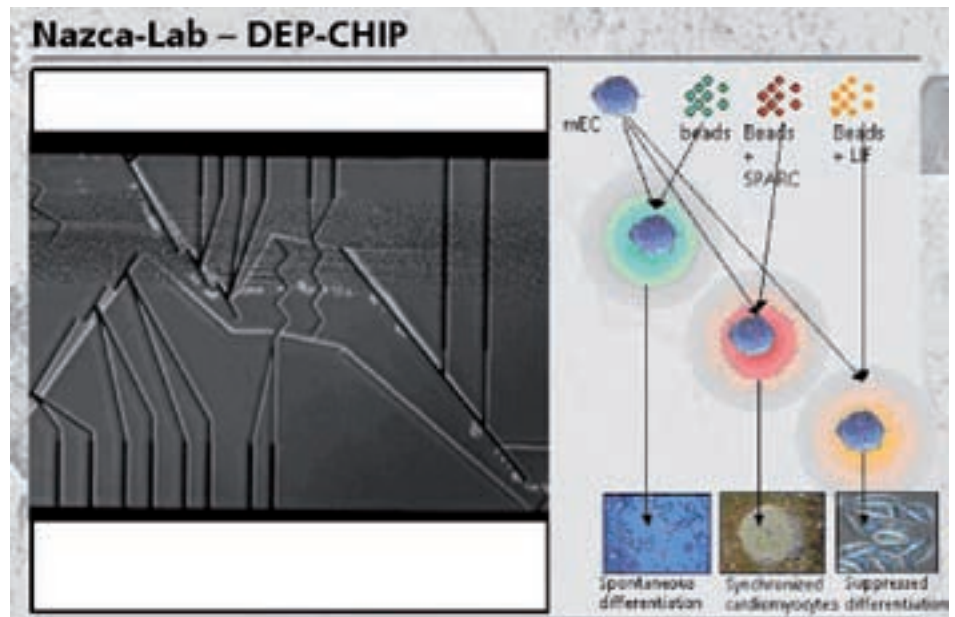 Nazca-Lab – DEP-CHIP
mEC
beads
Beads
+
SPARC
Beads
+ LIF
Spontaneous
differentiation
Synchronized
cardiomyocytes
Suppressed
differentiation